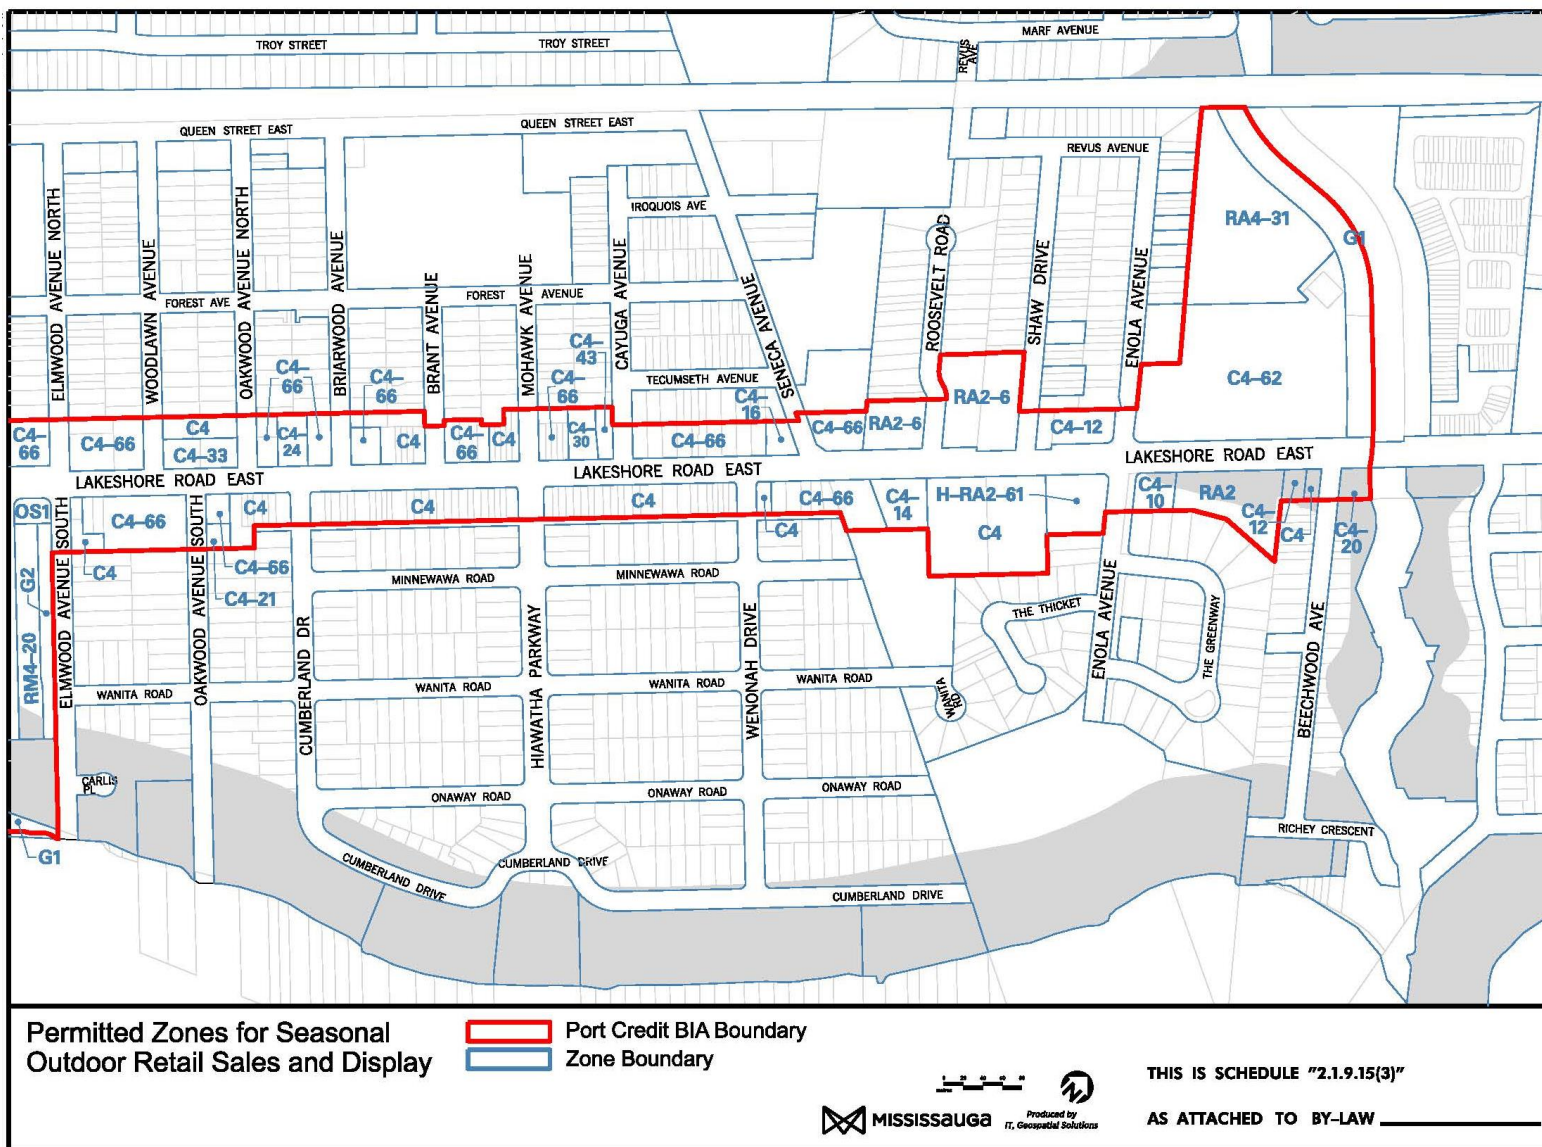 TROY STREET
TROY STREET
MARF AVENUE
REVUS
AVE
QUEEN STREET EAST
QUEEN STREET EAST
REVUS AVENUE
ELMWOOD AVENUE NORTH
WOODLAWN AVENUE
OAKWOOD AVENUE NORTH
BRIARWOOD AVENUE
BRANT AVENUE
MOHAWK AVENUE
CAYUGA AVENUE
SENECA AVENUE
ROOSEVELT ROAD
SHAW DRIVE
ENOLA AVENUE
IROQUOIS AVE
FOREST AVE
FOREST AVENUE
TECUMSETH AVENUE
RA4–31
G1
C4–62
C4–
66
C4–66
C4
C4–33
C4–
66
C4–
24
C4–
66
C4
C4–
66
C4
C4–
66
C4–
30
C4–
43
C4–66
C4–
16
C4–66
RA2–6
RA2–6
C4–12
LAKESHORE ROAD EAST
LAKESHORE ROAD EAST
LAKESHORE ROAD EAST
OS1
G2
RM4–20
C4–66
C4
C4
C4–66
C4–21
C4
C4
C4–66
C4
C4–
14
H–RA2–61
C4
C4–
10
RA2
C4–
12
C4
C4–
20
ELMWOOD AVENUE SOUTH
OAKWOOD AVENUE SOUTH
CUMBERLAND DR
HIAWATHA PARKWAY
WENONAH DRIVE
ENOLA AVENUE
THE GREENWAY
BEECHWOOD AVE
MINNEWAWA ROAD
MINNEWAWA ROAD
THE THICKET
WANITA ROAD
WANITA ROAD
WANITA ROAD
WANITA ROAD
WANITA
RD
CARLIS
PL
ONAWAY ROAD
ONAWAY ROAD
ONAWAY ROAD
RICHEY CRESCENT
G1
CUMBERLAND DRIVE
CUMBERLAND DRIVE
CUMBERLAND DRIVE
Permitted Zones for Seasonal
Outdoor Retail Sales and Display
Port Credit BIA Boundary
Zone Boundary
MISSISSAUGA
Produced by
IT, Geospatial Solutions
THIS IS SCHEDULE "2.1.9.15(3)"
AS ATTACHED TO BY–LAW